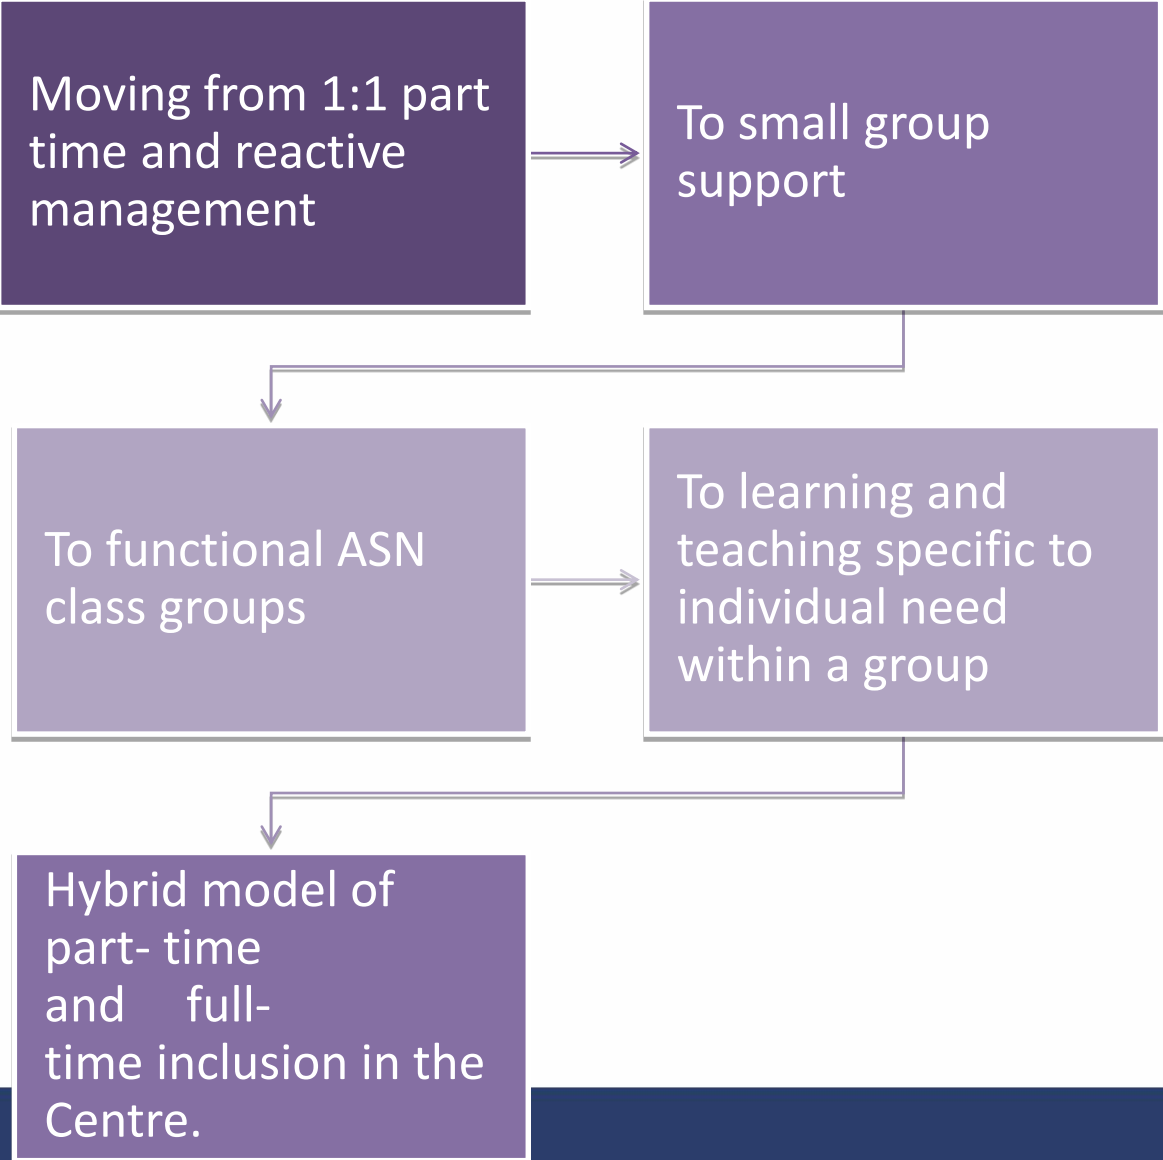 Moving from 1:1 part
time and reactive
management
To small group
support
To functional ASN
class groups
To learning and
teaching specific to
individual need
within a group
Hybrid model of
part- time
and full-
time inclusion in the
Centre.